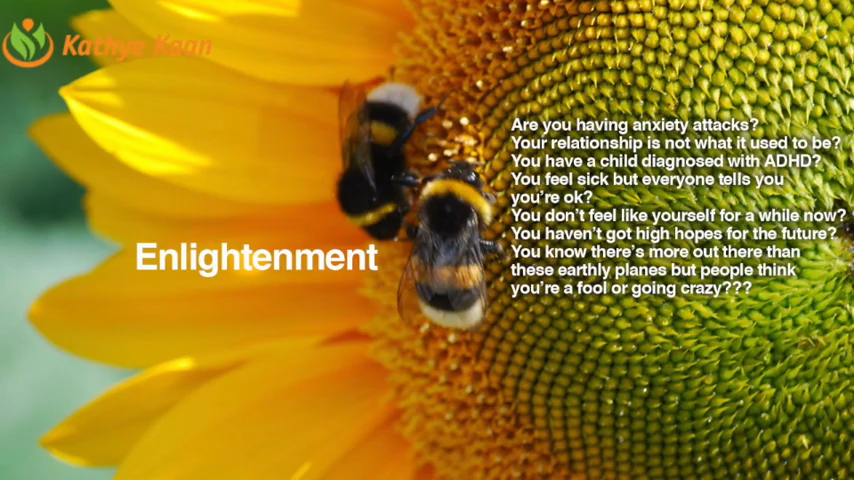 Kathye Kaan
Enlightenment
Are you having anxiety attacks?
Your relationship is not what it used to be?
You have a child diagnosed with ADHD?
You feel sick but everyone tells you
you're ok?
You don't feel like yourself for a while now?
You haven't got high hopes for the future?
You know there's more out there than
these earthly planes but people think
you're a fool or going crazy???